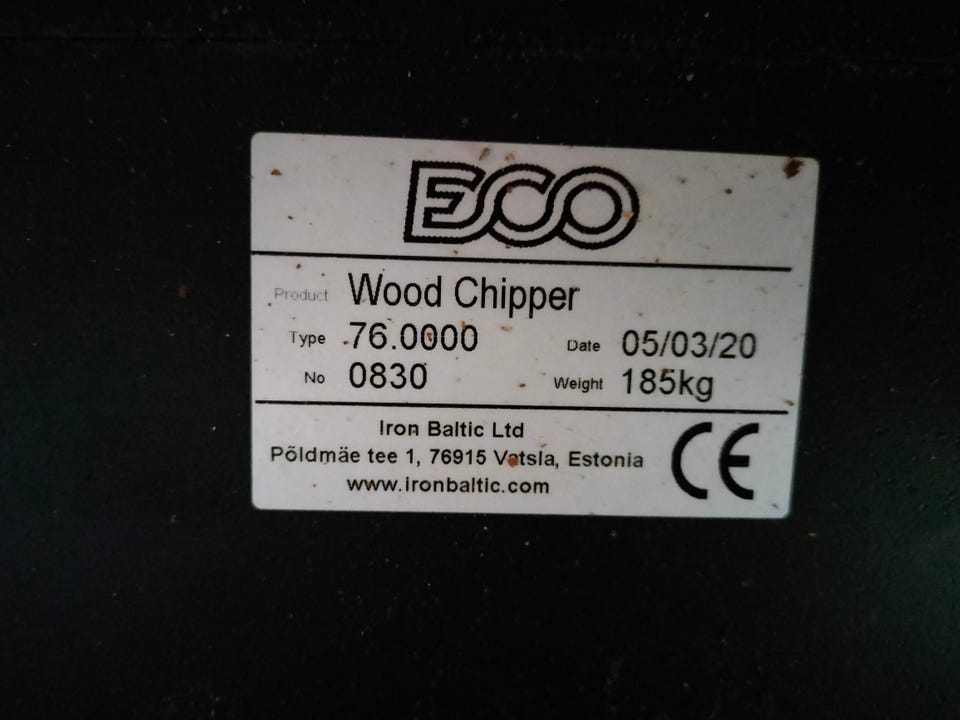 ECO
Product Wood Chipper
Type 76.0000 Date 05/03/20
No 0830 Weight 185kg
Iron Baltic Ltd
Põldmäe tee 1, 76915 Vatsla, Estonia
www.ironbaltic.com
CE